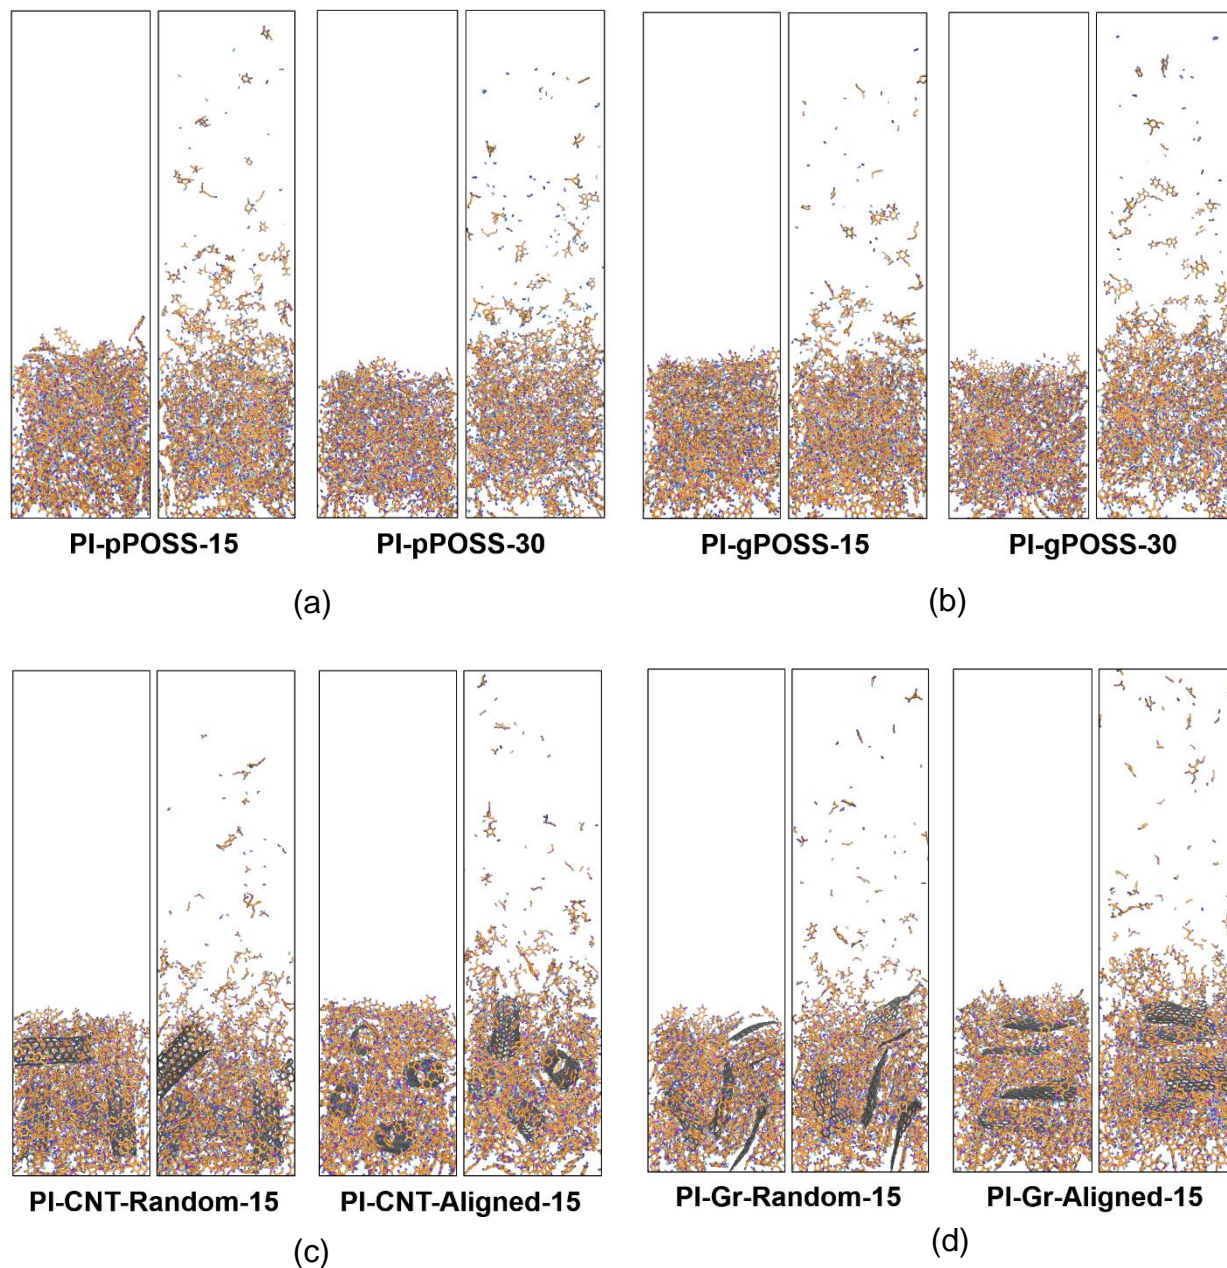 PI-pPOSS-15 PI-pPOSS-30 PI-gPOSS-15 PI-gPOSS-30
(a) (b)
PI-CNT-Random-15 PI-CNT-Aligned-15 PI-Gr-Random-15 PI-Gr-Aligned-15
(c) (d)